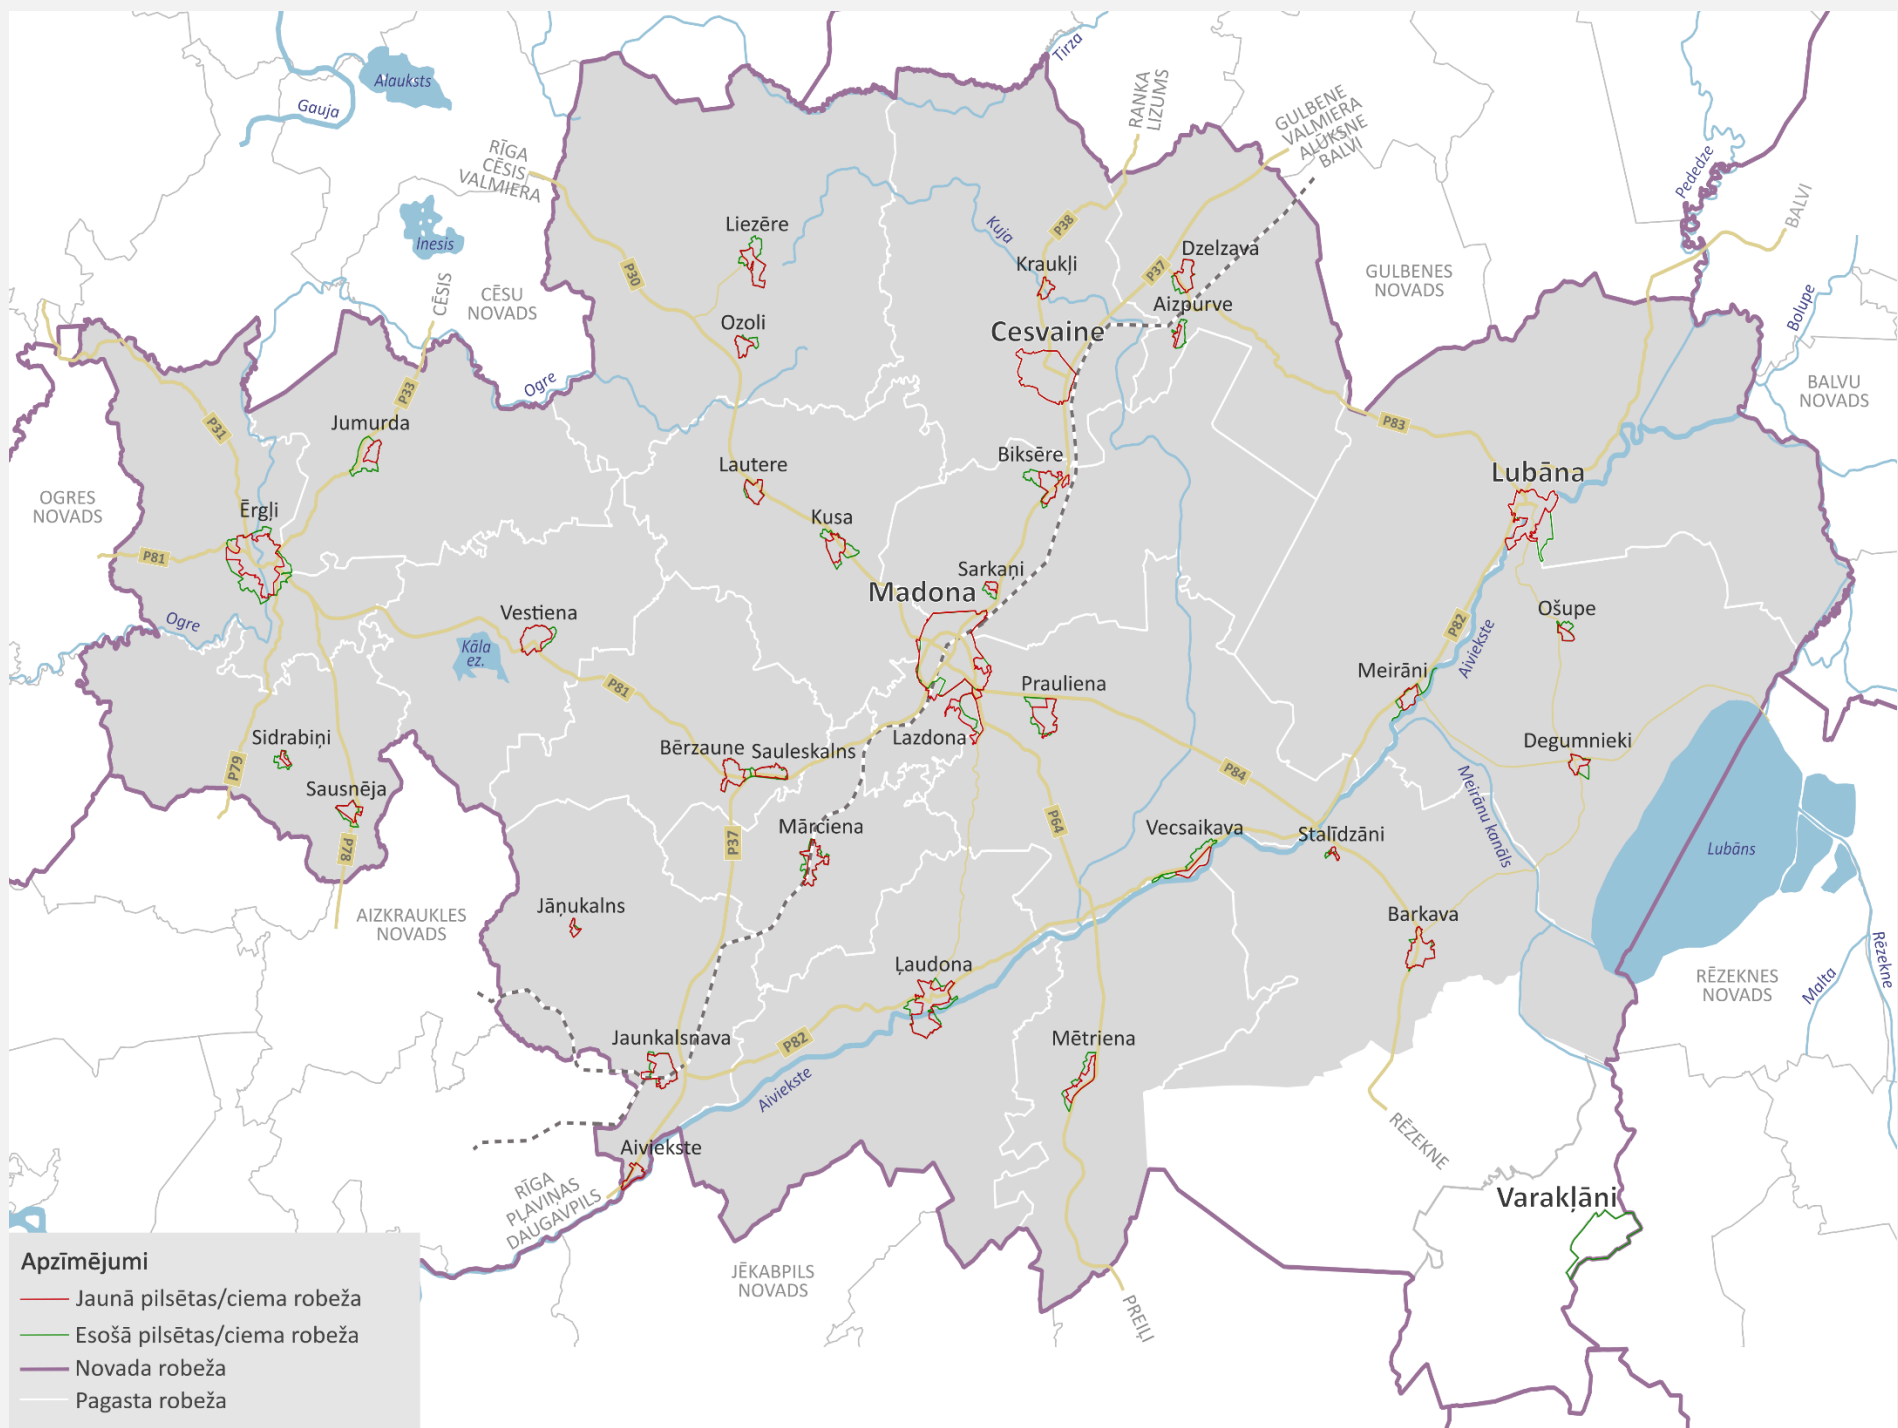 Alauksts
Gauja
Tirza
RANKA
LIZUMS
GULBENE
VALMIERA
ALŪKSNE
BALVI
RĪGA
CĒSIS
VALMIERA
Pededze
BALVI
Inesis
Liezēre
Kuja
P38
Dzelzava
Kraukļi
P37
P30
GULBENES
NOVADS
CĒSIS
CĒSU
NOVADS
Aizpurve
Bolupe
Ozoli
Cesvaine
Ogre
P33
BALVU
NOVADS
P31
Jumurda
P83
Lautere
Biksēre
Lubāna
OGRES
NOVADS
Ērgļi
Kusa
P81
Sarkaņi
Madona
Ošupe
Vestiena
Ogre
P82
Aiviekste
Kāla
ez.
Meirāni
P81
Prauliena
Lazdona
Sidrabiņi
Bērzaune
Sauleskalns
Degumnieki
P79
P84
Sausnēja
Meirānu kanāls
P37
Mārciena
P64
Vecsaikava
Stalīdzāni
P78
Lubāns
AIZKRAUKLES
NOVADS
Jāņukalns
Barkava
Rēzekne
Ļaudona
RĒZEKNES
NOVADS
Malta
Jaunkalsnava
P82
Mētriena
Aiviekste
Aiviekste
RĒZEKNE
RĪGA
PĻAVIŅAS
DAUGAVPILS
Varakļāni
JĒKABPILS
NOVADS
PREIĻI
Apzīmējumi
Jaunā pilsētas/ciema robeža
Esošā pilsētas/ciema robeža
Novada robeža
Pagasta robeža